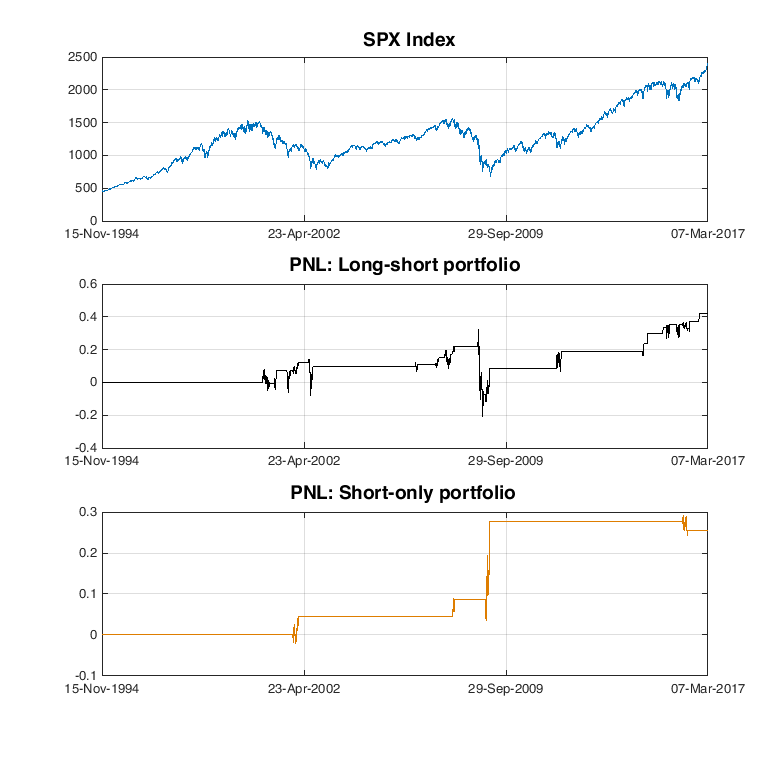 SPX Index
2500
2000
1500
1000
500
0
15-Nov-1994 23-Apr-2002 29-Sep-2009 07-Mar-2017
PNL: Long-short portfolio
0.6
0.4
0.2
0
-0.2
-0.4
15-Nov-1994 23-Apr-2002 29-Sep-2009 07-Mar-2017
PNL: Short-only portfolio
0.3
0.2
0.1
0
-0.1
15-Nov-1994 23-Apr-2002 29-Sep-2009 07-Mar-2017